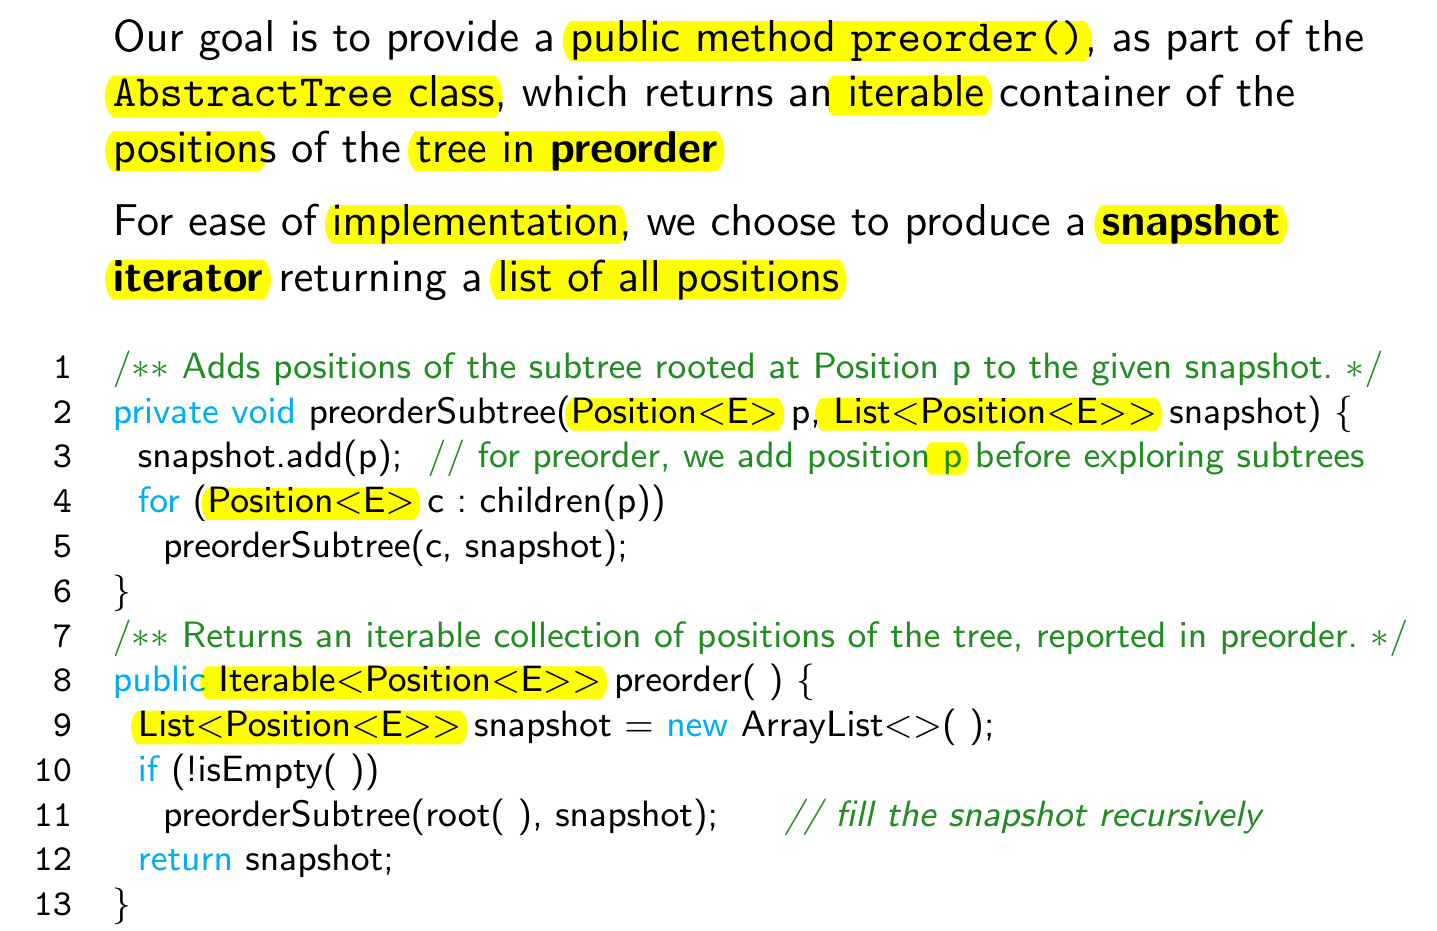 Our goal is to provide a public method preorder(), as part of the
AbstractTree class, which returns an iterable container of the
positions of the tree in preorder
For ease of implementation, we choose to produce a snapshot
iterator returning a list of all positions
1 /** Adds positions of the subtree rooted at Position p to the given snapshot. */
2 private void preorderSubtree(Position<E> p, List<Position<E>> snapshot) {
3 snapshot.add(p); // for preorder, we add position p before exploring subtrees
4 for (Position<E> c : children(p))
5 preorderSubtree(c, snapshot);
6 }
7 /** Returns an iterable collection of positions of the tree, reported in preorder. */
8 public Iterable<Position<E>> preorder( ) {
9 List<Position<E>> snapshot = new ArrayList<>( );
10 if (!isEmpty( ))
11 preorderSubtree(root( ), snapshot); // fill the snapshot recursively
12 return snapshot;
13 }